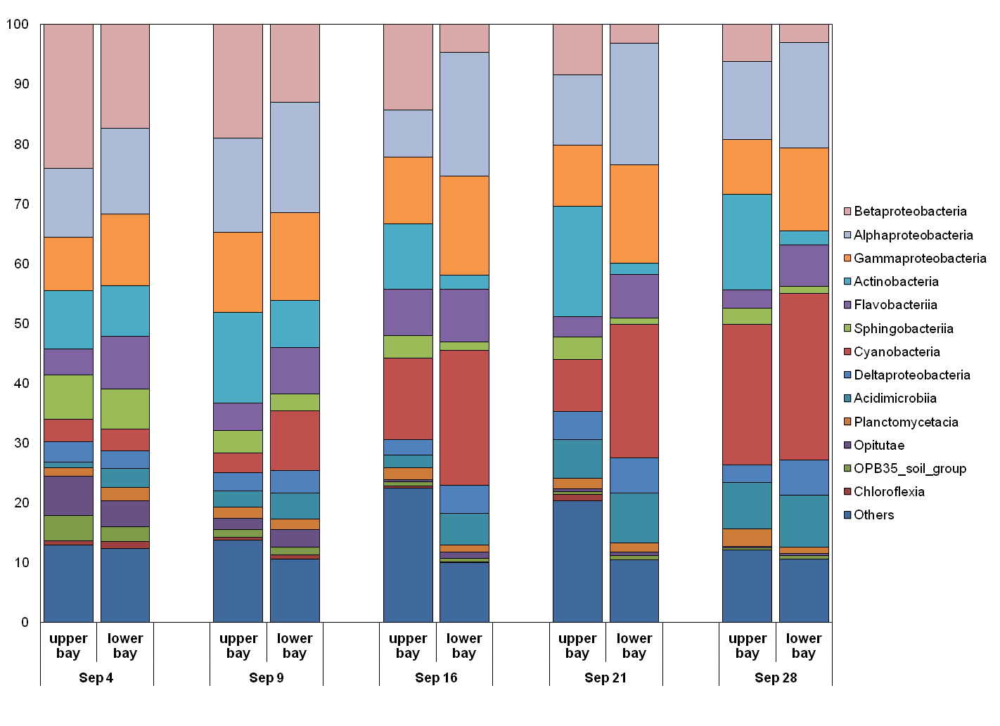 100
90
80
70
60
50
40
30
20
10
0
Betaproteobacteria
Alphaproteobacteria
Gammaproteobacteria
Actinobacteria
Flavobacteriia
Sphingobacteriia
Cyanobacteria
Deltaproteobacteria
Acidimicrobiia
Planctomycetacia
Opitutae
OPB35_soil_group
Chloroflexia
Others
upper bay
lower bay
upper bay
lower bay
upper bay
lower bay
upper bay
lower bay
upper bay
lower bay
Sep 4
Sep 9
Sep 16
Sep 21
Sep 28